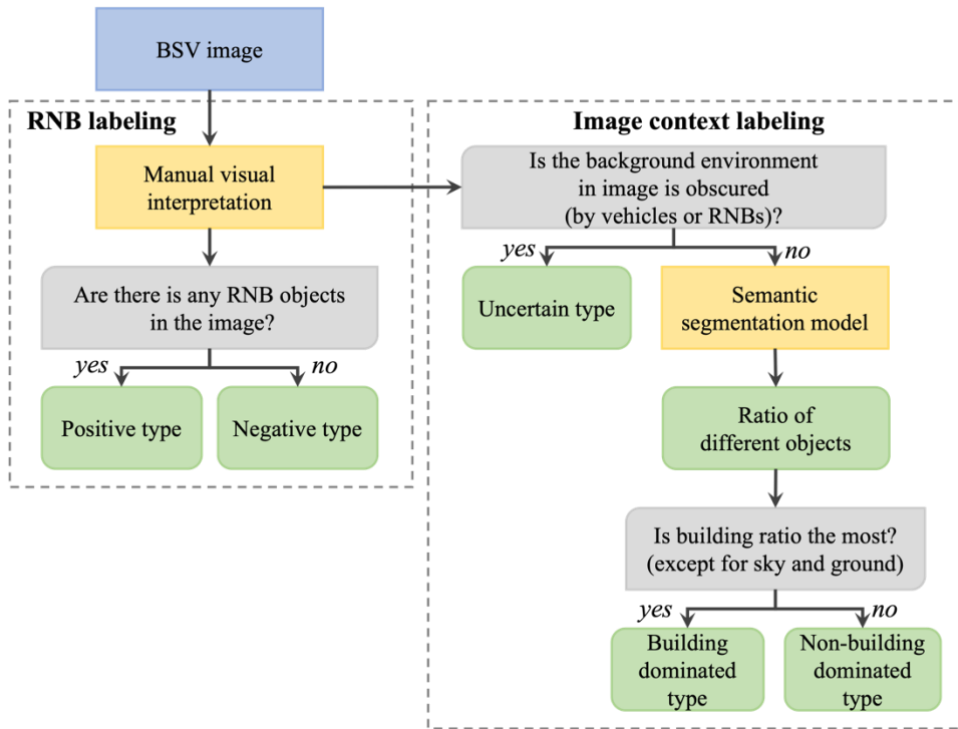 BSV image
RNB labeling
Manual visual
interpretation
Are there is any RNB objects
in the image?
yes
no
Positive type
Negative type
Image context labeling
Is the background environment
in image is obscured
(by vehicles or RNBs)?
yes
no
Uncertain type
Semantic
segmentation model
Ratio of
different objects
Is building ratio the most?
(except for sky and ground)
yes
no
Building
dominated
type
Non-building
dominated
type